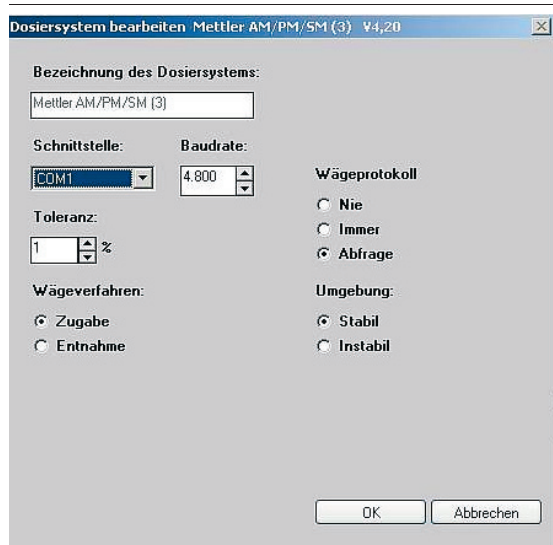 Dosiersystem bearbeiten Mettler AM/PM/SM (3) V4,20
Bezeichnung des Dosiersystems:
Mettler AM/PM/SM (3)
Schnittstelle: Baudrate:
COM1 4.800
Wägeprotokoll
Nie
Immer
Abfrage
Toleranz:
1 %
Wägeverfahren:
Zugabe
Entnahme
Umgebung:
Stabil
Instabil
OK Abbrechen